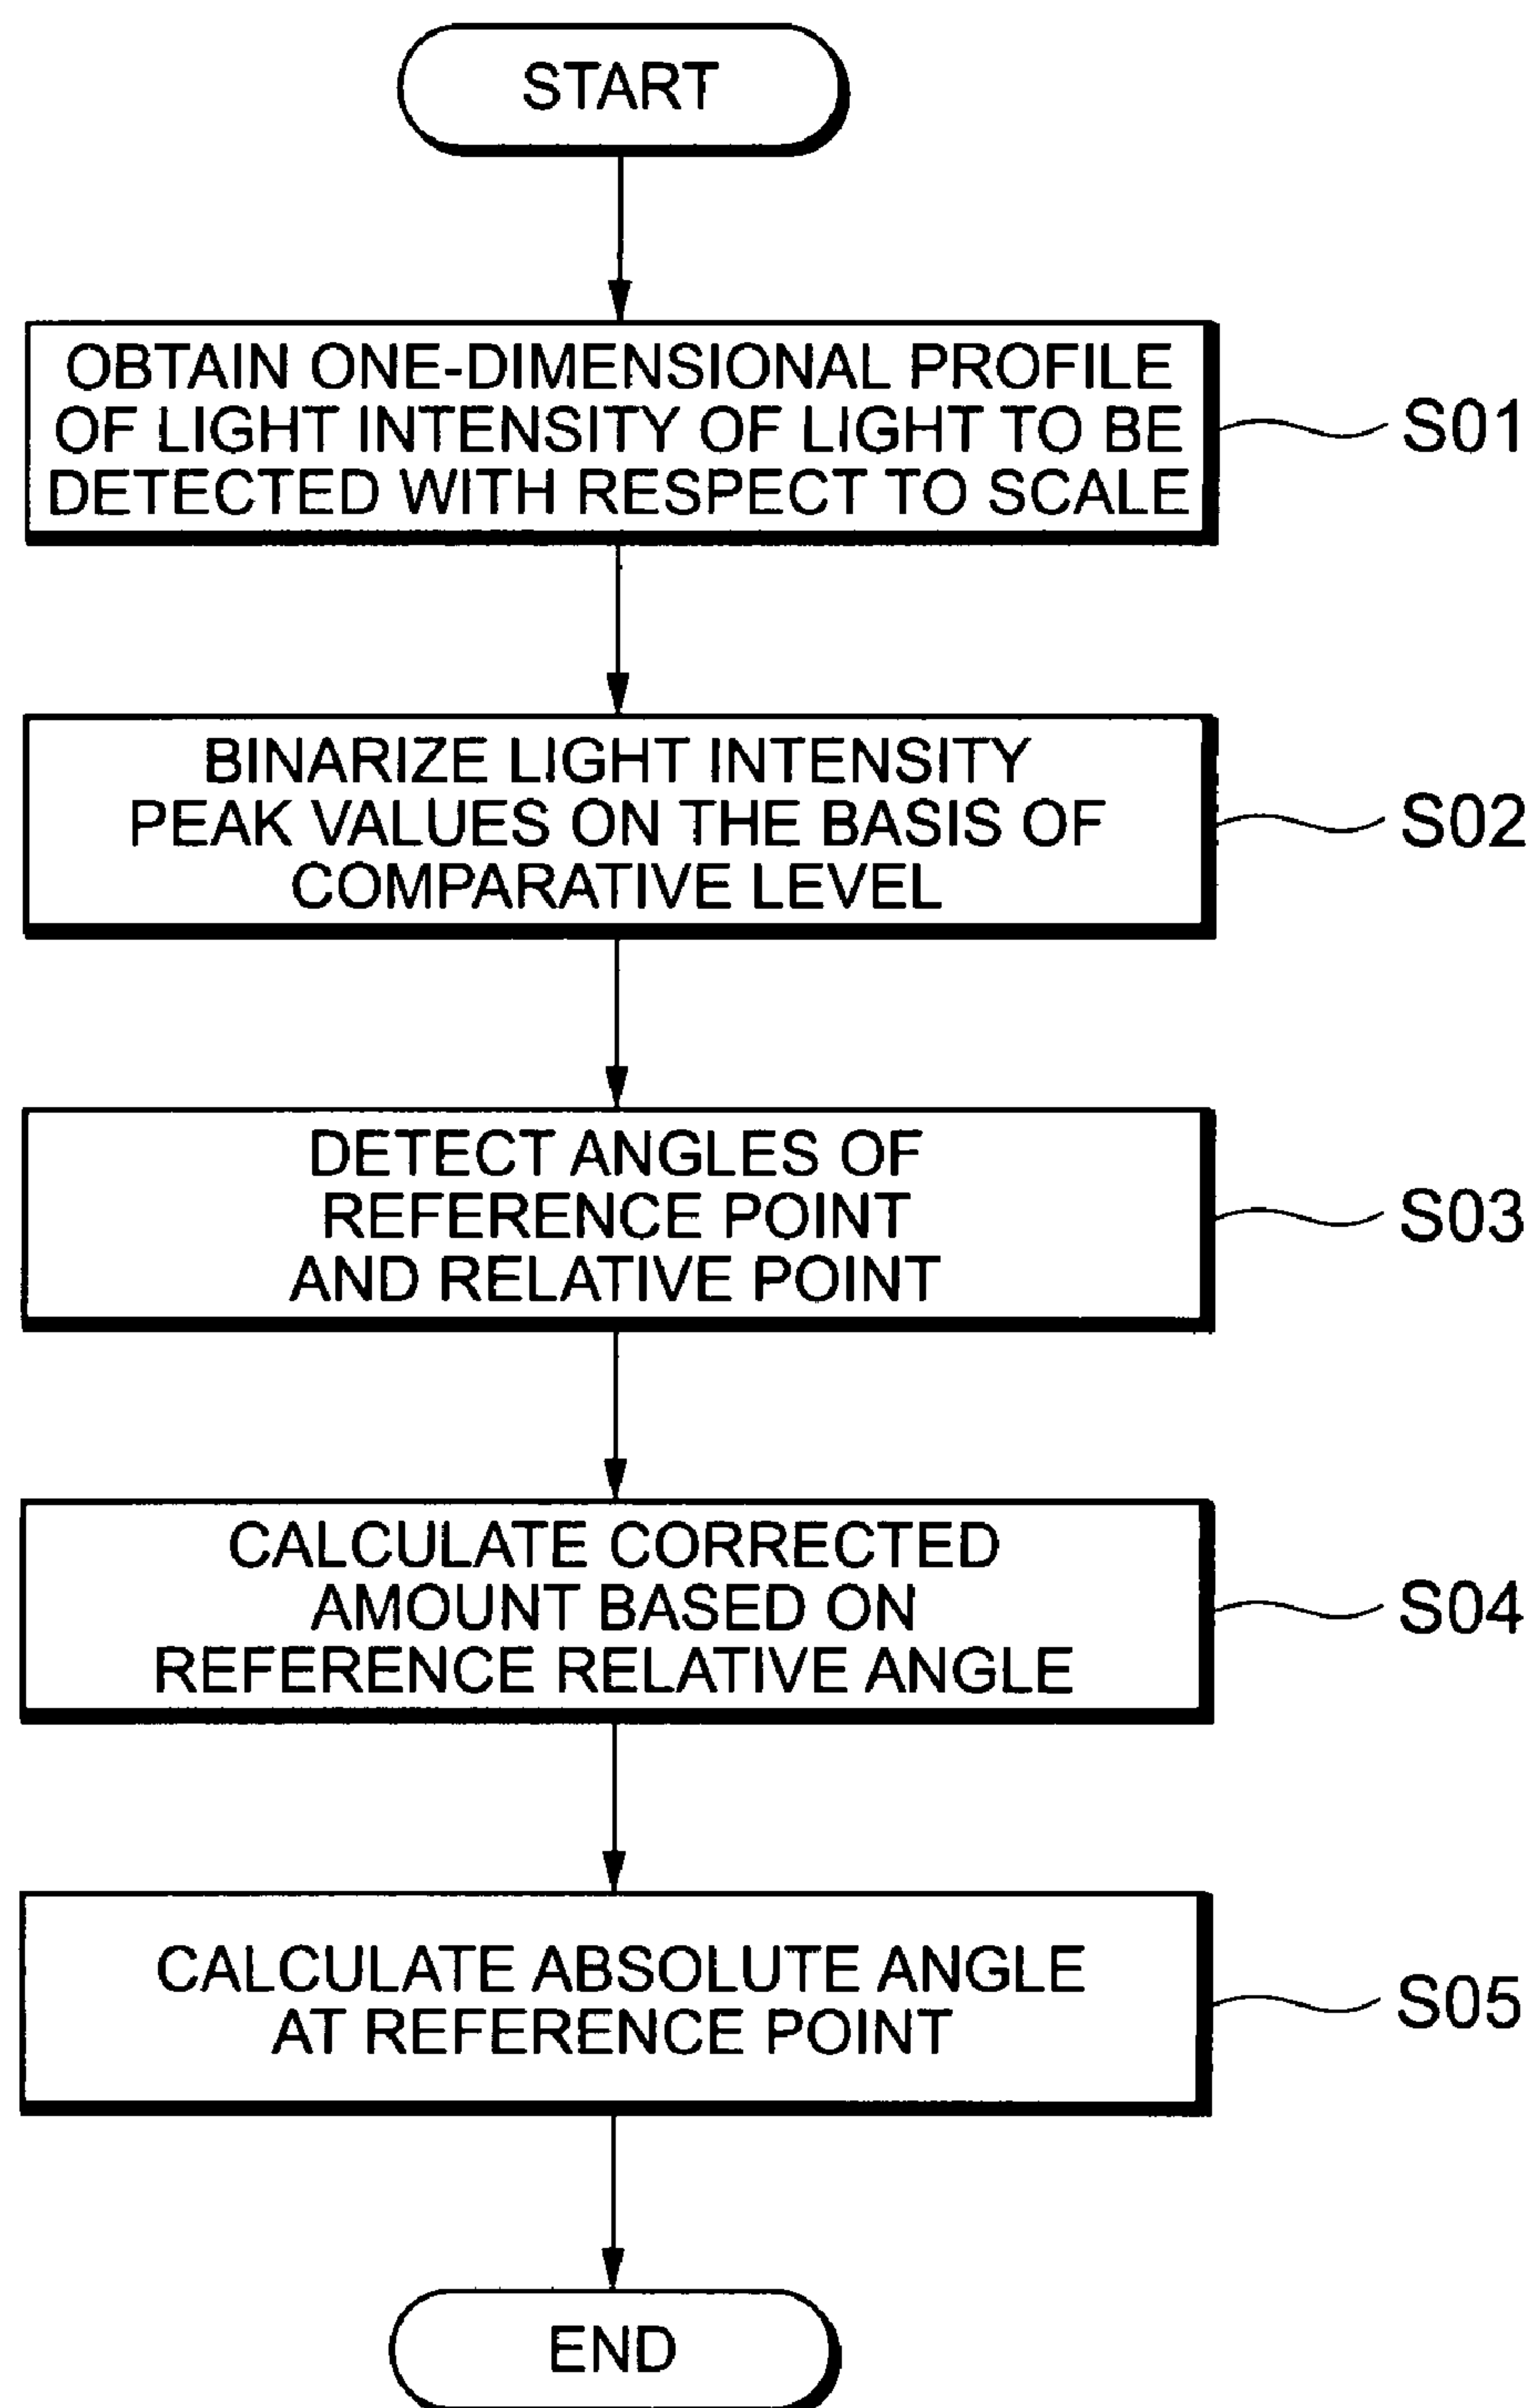 START
OBTAIN ONE-DIMENSIONAL PROFILE
OF LIGHT INTENSITY OF LIGHT TO BE
DETECTED WITH RESPECT TO SCALE
S01
BINARIZE LIGHT INTENSITY
PEAK VALUES ON THE BASIS OF
COMPARATIVE LEVEL
S02
DETECT ANGLES OF
REFERENCE POINT
AND RELATIVE POINT
S03
CALCULATE CORRECTED
AMOUNT BASED ON
REFERENCE RELATIVE ANGLE
S04
CALCULATE ABSOLUTE ANGLE
AT REFERENCE POINT
S05
END